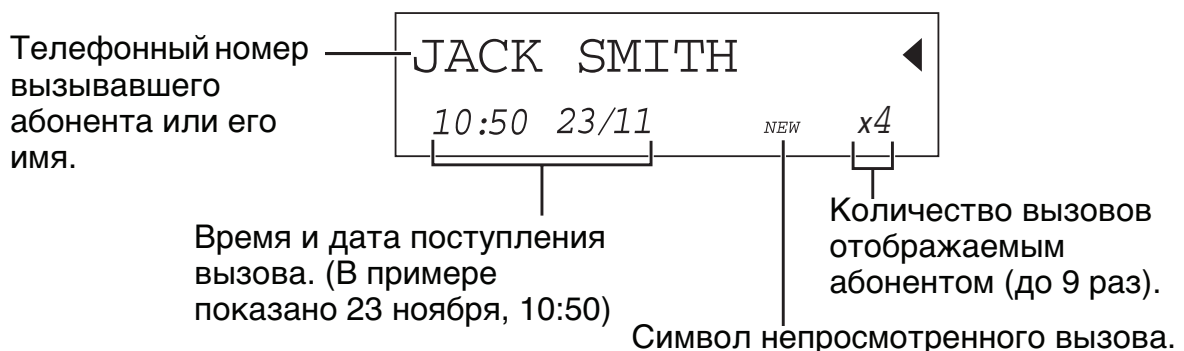 Телефонный номер
вызывавшего
абонента или его
имя.
JACK SMITH
10:50 23/11 NEW x4
Время и дата поступления
вызова. (В примере
показано 23 ноября, 10:50)
Количество вызовов
отображаемым
абонентом (до 9 раз).
Символ непросмотренного вызова.